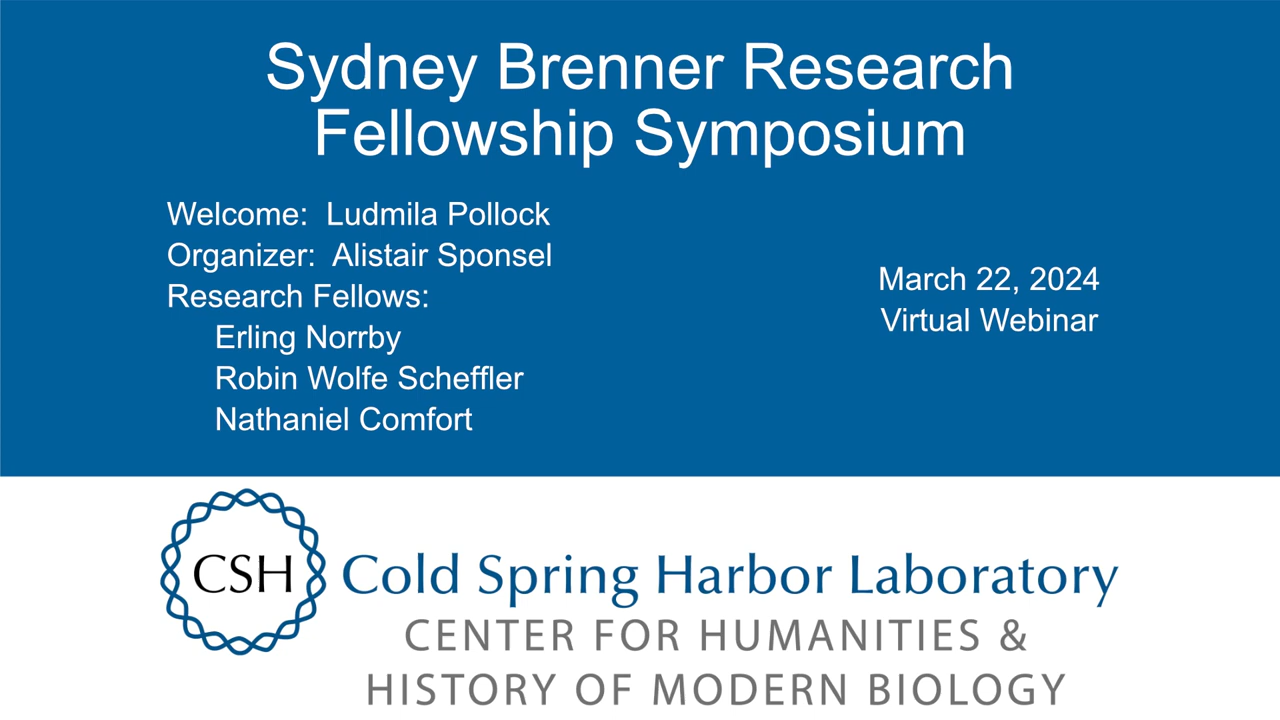 Sydney Brenner Research
Fellowship Symposium
Welcome:  Ludmila Pollock
Organizer:  Alistair Sponsel
Research Fellows:
Erling Norrby
Robin Wolfe Scheffler
Nathaniel Comfort
March 22, 2024
Virtual Webinar
CSH
Cold Spring Harbor Laboratory
CENTER FOR HUMANITIES &
HISTORY OF MODERN BIOLOGY